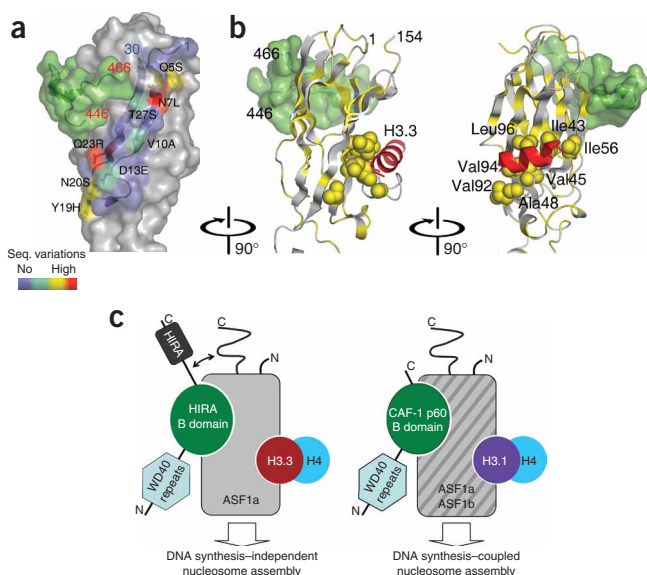 a
30
1
466
446
Q5S
N7L
T27S
Q23R
V10A
D13E
N20S
Y19H
Seq. variations
No High
90°
b
466
1
154
446
H3.3
90°
Leu96
Ile43
Ile56
Val94
Val45
Val92
Ala48
c
C
HIRA
C
N
HIRA
B domain
WD40
repeats
N
H3.3
H4
ASF1a
DNA synthesis–independent
nucleosome assembly
C
N
C
CAF-1 p60
B domain
WD40
repeats
N
H3.1
H4
ASF1a
ASF1b
DNA synthesis–coupled
nucleosome assembly